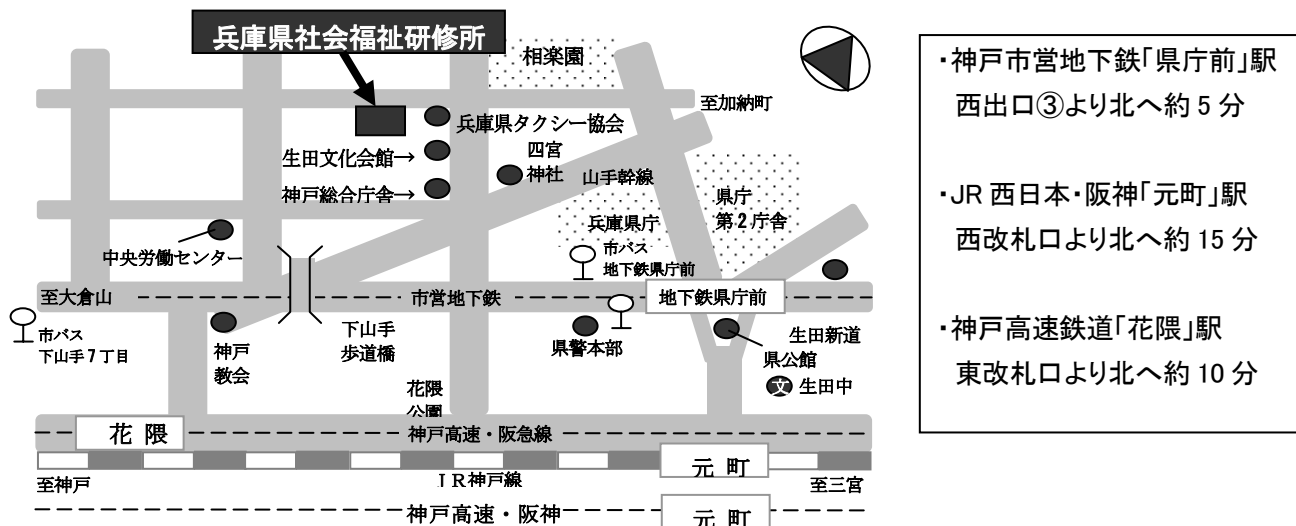 兵庫県社会福祉研修所
相楽園
至加納町
兵庫県タクシー協会
生田文化会館→
四宮
神社
神戸総合庁舎→
山手幹線
県庁
第2庁舎
兵庫県庁
中央労働センター
市バス
地下鉄県庁前
至大倉山
市営地下鉄
地下鉄県庁前
市バス
下山手7丁目
神戸
教会
下山手
歩道橋
県警本部
生田新道
県公館
文
生田中
花隈
公園
花隈
神戸高速・阪急線
元町
至神戸
JR神戸線
至三宮
神戸高速・阪神
元町
・神戸市営地下鉄「県庁前」駅
西出口③より北へ約5分
・JR西日本・阪神「元町」駅
西改札口より北へ約15分
・神戸高速鉄道「花隈」駅
東改札口より北へ約10分